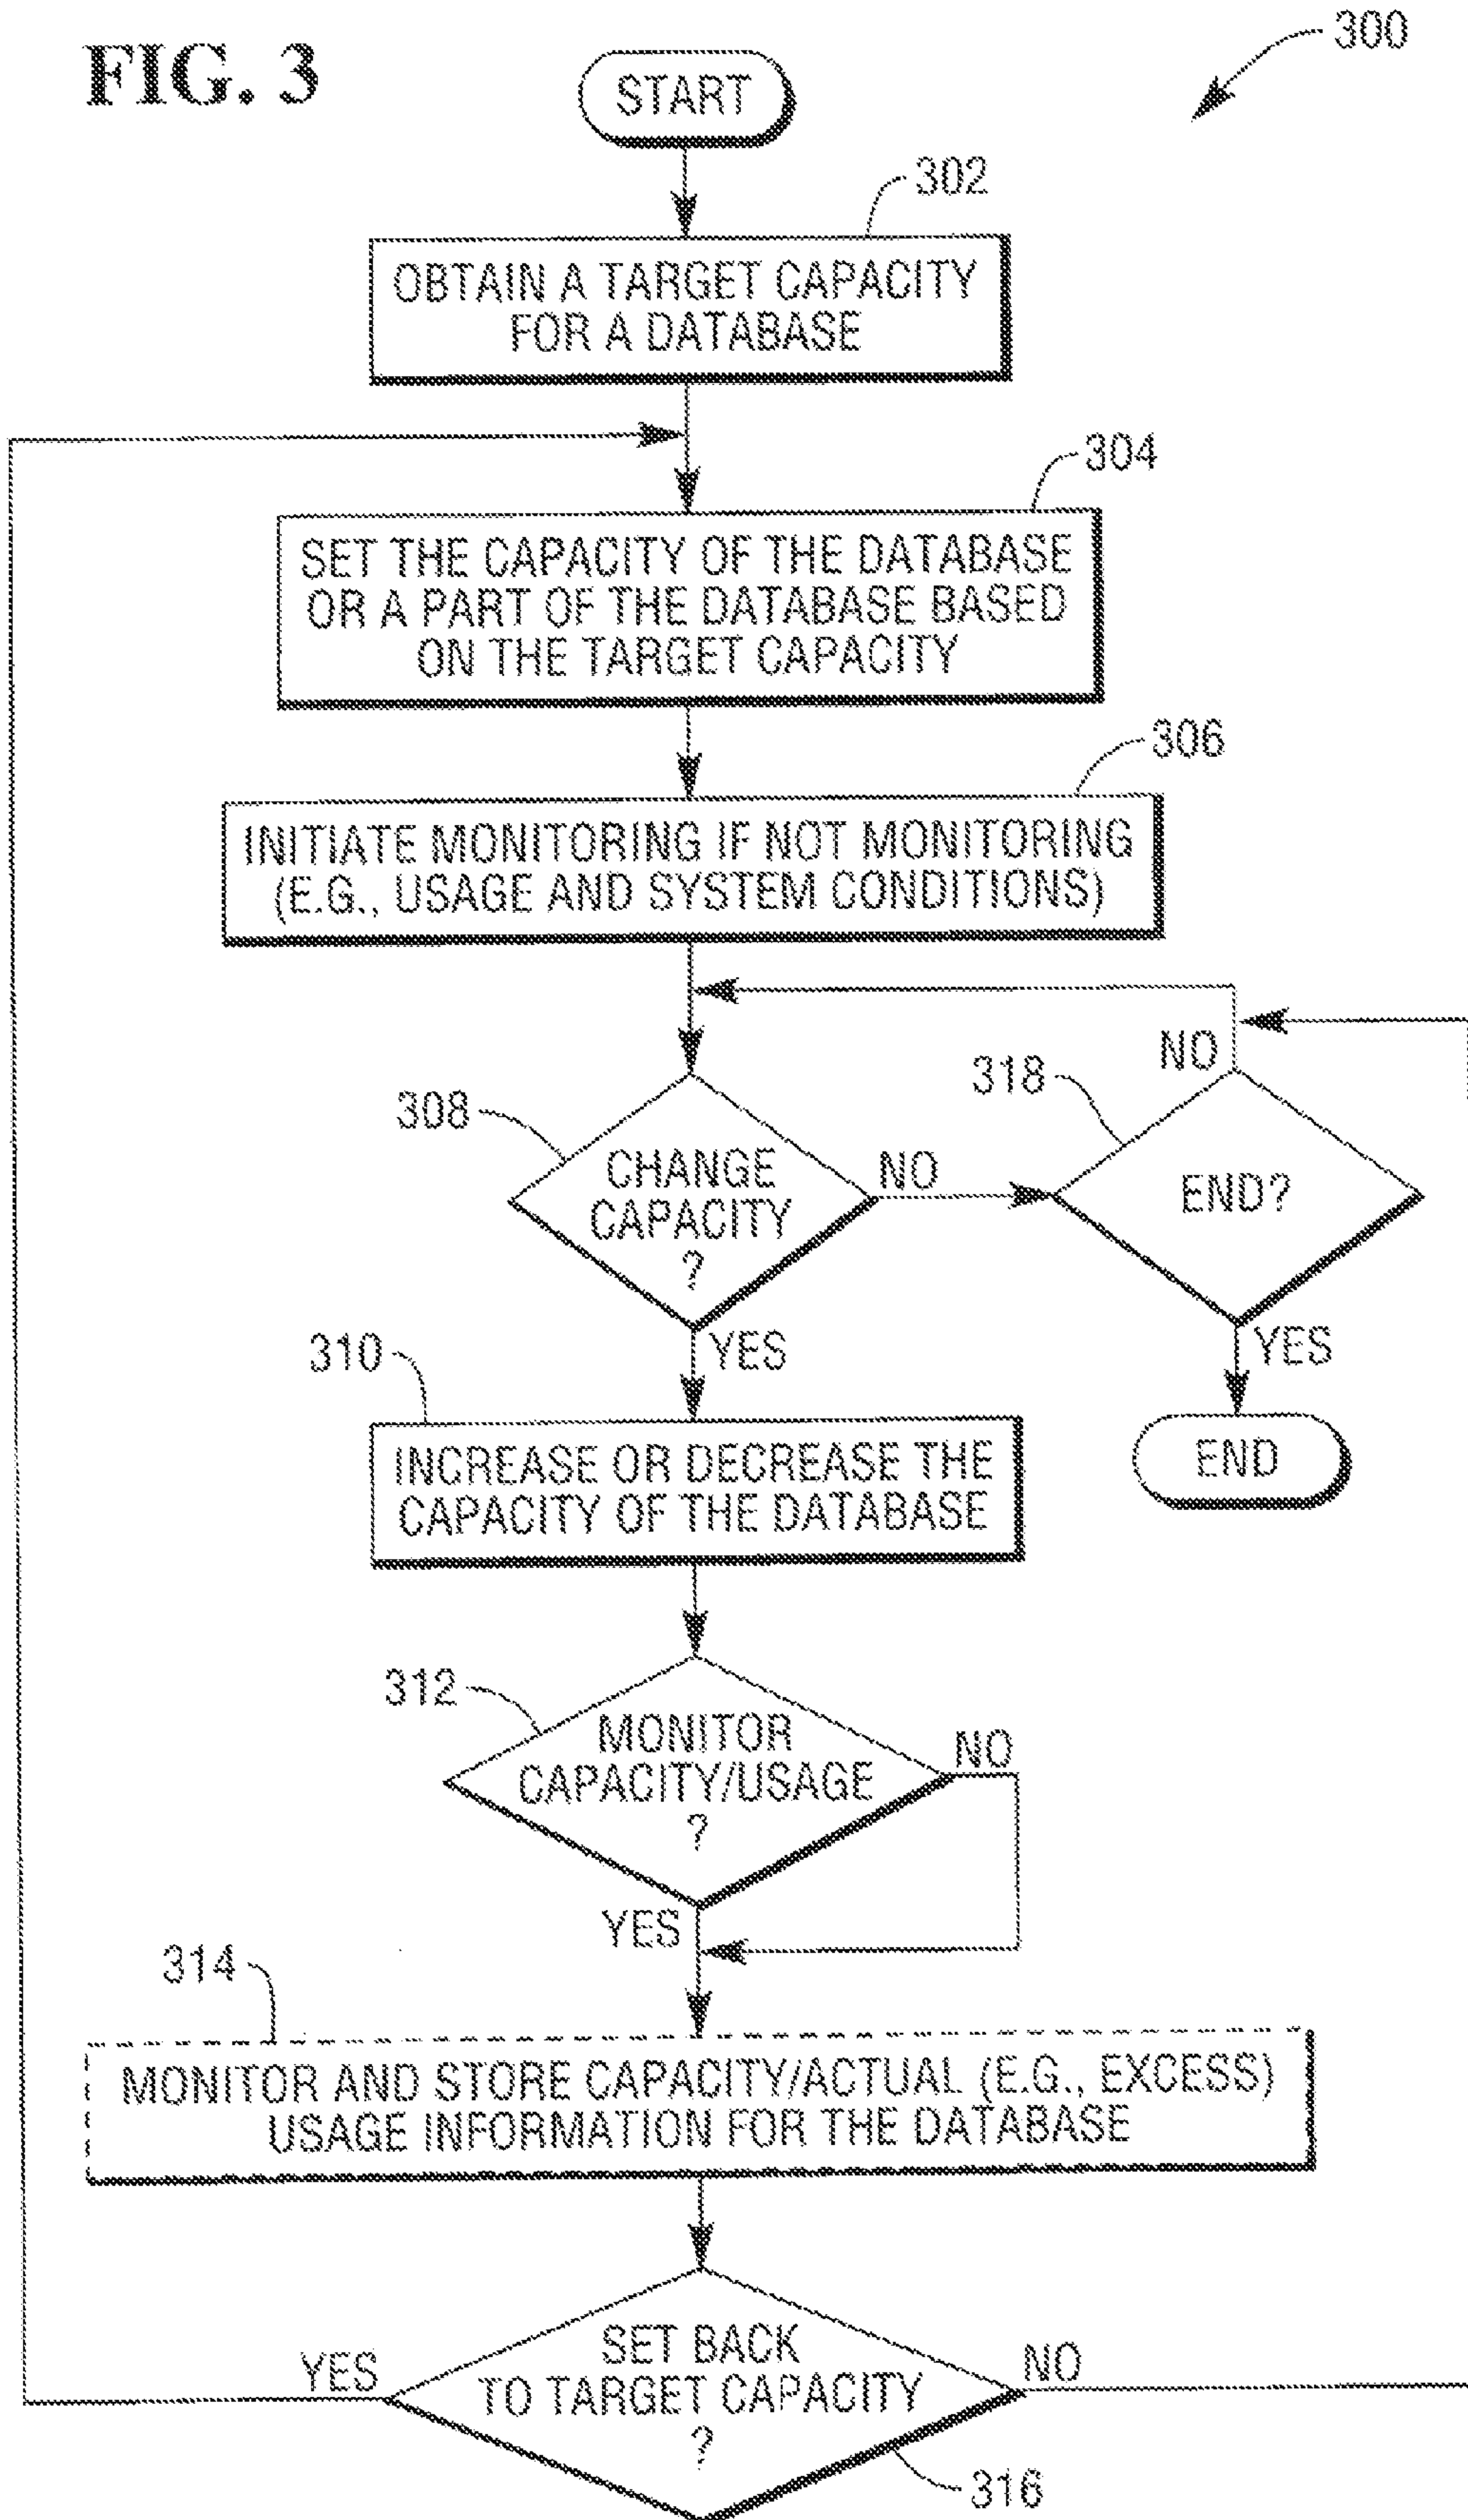 FIG. 3
300
START
302
OBTAIN A TARGET CAPACITY
FOR A DATABASE
304
SET THE CAPACITY OF THE DATABASE
OR A PART OF THE DATABASE BASED
ON THE TARGET CAPACITY
306
INITIATE MONITORING IF NOT MONITORING
(E.G., USAGE AND SYSTEM CONDITIONS)
308
CHANGE
CAPACITY
?
NO
YES
318
END?
NO
YES
END
310
INCREASE OR DECREASE THE
CAPACITY OF THE DATABASE
312
MONITOR
CAPACITY/USAGE
?
NO
YES
314
MONITOR AND STORE CAPACITY/ACTUAL (E.G., EXCESS)
USAGE INFORMATION FOR THE DATABASE
SET BACK
TO TARGET CAPACITY
?
YES
NO
316